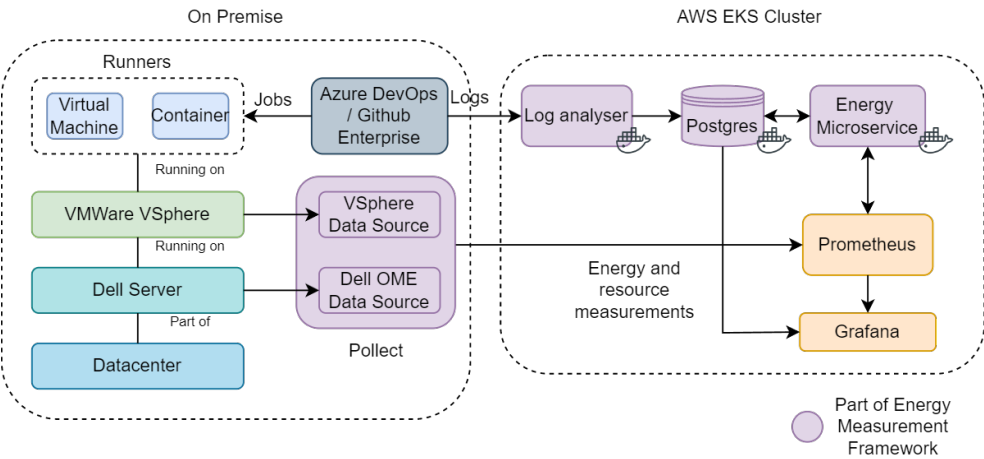 On Premise
AWS EKS Cluster
Runners
Virtual
Machine
Container
Jobs
Azure DevOps
/ Github
Enterprise
Logs
Log analyser
Postgres
Energy
Microservice
Running on
VMWare VSphere
VSphere
Data Source
Prometheus
Running on
Dell Server
Dell OME
Data Source
Energy and
resource
measurements
Part of
Grafana
Datacenter
Pollect
Part of Energy
Measurement
Framework